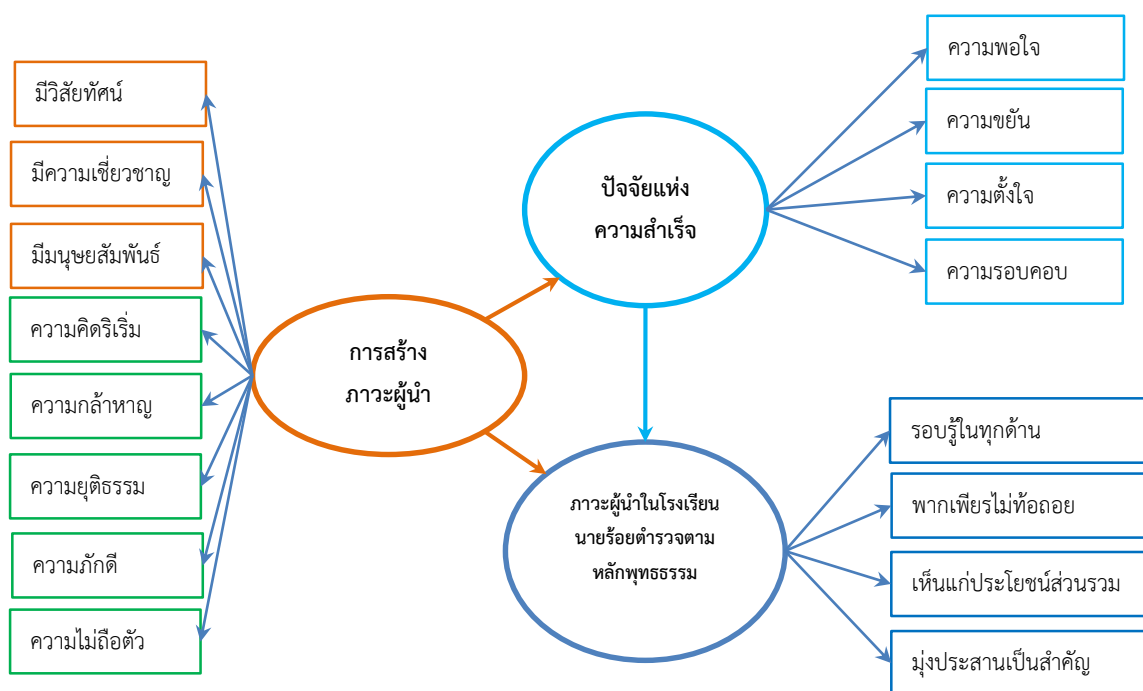 มีวิสัยทัศน์
มีความเชี่ยวชาญ
มีมนุษยสัมพันธ์
ความคิดริเริ่ม
ความกล้าหาญ
ความยุติธรรม
ความภักดี
ความไม่ถือตัว
การสร้าง
ภาวะผู้นำ
ปัจจัยแห่ง
ความสำเร็จ
ภาวะผู้นำในโรงเรียน
นายร้อยตำรวจตาม
หลักพุทธธรรม
ความพอใจ
ความขยัน
ความตั้งใจ
ความรอบคอบ
รอบรู้ในทุกด้าน
พากเพียรไม่ท้อถอย
เห็นแก่ประโยชน์ส่วนรวม
มุ่งประสานเป็นสำคัญ